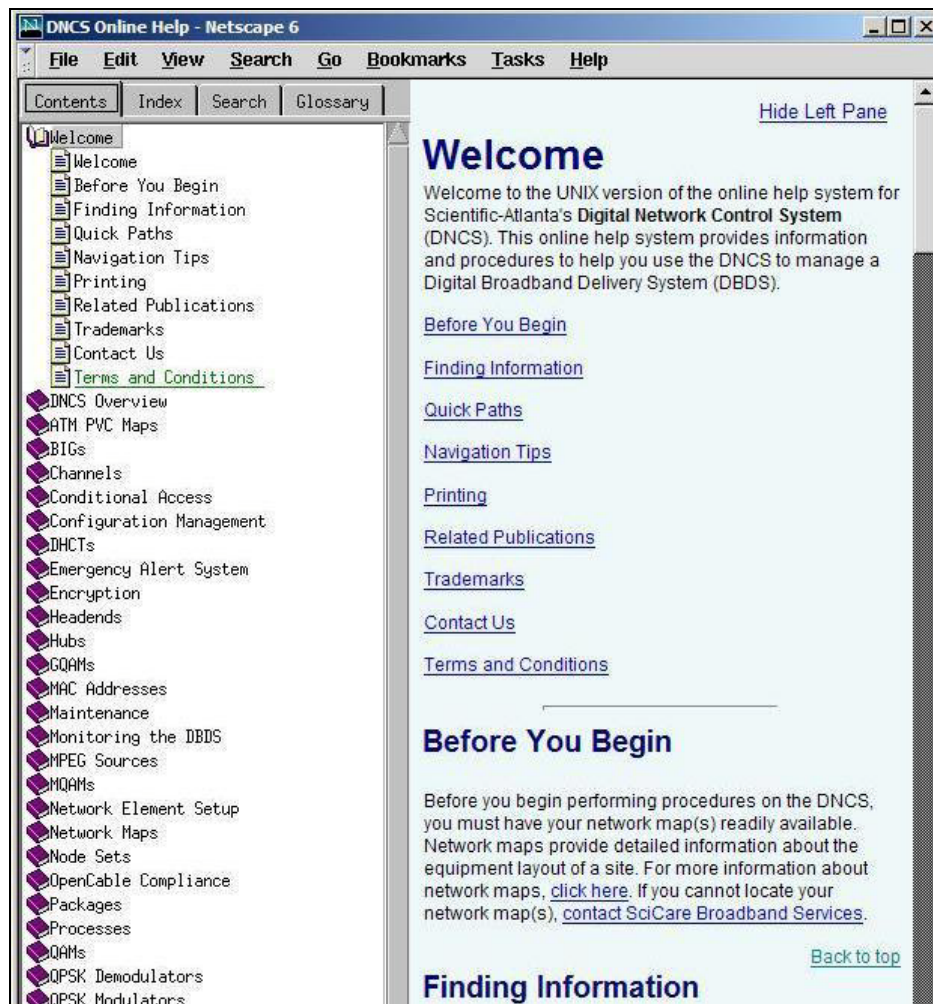 DNCS Online Help - Netscape 6
File Edit View Search Go Bookmarks Tasks Help
Contents Index Search Glossary
Welcome
Welcome
Before You Begin
Finding Information
Quick Paths
Navigation Tips
Printing
Related Publications
Trademarks
Contact Us
Terms and Conditions
DNCS Overview
ATM PVC Maps
BIGs
Channels
Conditional Access
Configuration Management
DHCTs
Emergency Alert System
Encryption
Headends
Hubs
GQAMs
MAC Addresses
Maintenance
Monitoring the DBDS
MPEG Sources
MQAMs
Network Element Setup
Network Maps
Node Sets
OpenCable Compliance
Packages
Processes
QAMs
QPSK Demodulators
QPSK Modulators
Hide Left Pane
Welcome
Welcome to the UNIX version of the online help system for
Scientific-Atlanta's Digital Network Control System
(DNCS). This online help system provides information
and procedures to help you use the DNCS to manage a
Digital Broadband Delivery System (DBDS).
Before You Begin
Finding Information
Quick Paths
Navigation Tips
Printing
Related Publications
Trademarks
Contact Us
Terms and Conditions
Before You Begin
Before you begin performing procedures on the DNCS,
you must have your network map(s) readily available.
Network maps provide detailed information about the
equipment layout of a site. For more information about
network maps, click here. If you cannot locate your
network map(s), contact SciCare Broadband Services.
Back to top
Finding Information